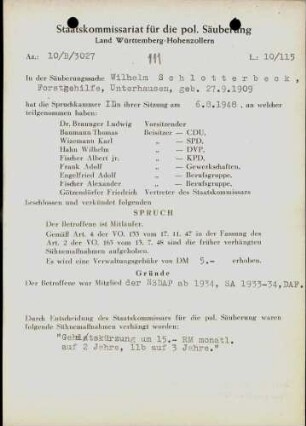 Staatskommissariat für die pol. Säuberung
Land Württemberg-Hohenzollern
Az.: 10/B/3027
L.: 10/115
In der Säuberungssache: Wilhelm Schlotterbeck,
Forstgehilfe, Unterhausen, geb. 27.9.1909
hat die Spruchkammer II in ihrer Sitzung am 6.8.1948, an welcher
teilgenommen haben:
Dr. Braunger Ludwig Vorsitzender
Baumann Thomas Beisitzer — CDU,
Wizemann Karl „ — SPD,
Hahn Wilhelm „ — DVP,
Fischer Albert jr. „ — KPD,
Frank Adolf „ — Gewerkschaften,
Engelfried Adolf „ — Berufsgruppe,
Fischer Alexander „ — Berufsgruppe,
Friedrich Vertreter des Staatskommissars
beschlossen und verkündet folgenden
SPRUCH
Der Betroffene ist Mitläufer.
Gemäß Art. 4 der VO. 133 vom 17. 11. 47 in der Fassung des
Art. 2 der VO. 165 vom 13. 7. 48 sind die früher verhängten
Sühnemaßnahmen aufgehoben.
Es wird eine Verwaltungsgebühr von DM 5.- erhoben.
Gründe
Der Betroffene war Mitglied der NSDAP ab 1934, SA 1933-34, DAF.
Durch Entscheidung des Staatskommissars für die pol. Säuberung waren
folgende Sühnemaßnahmen verhängt worden:
"Gehaltskürzung um 15.- RM monatl.
auf 2 Jahre, 11b auf 3 Jahre."